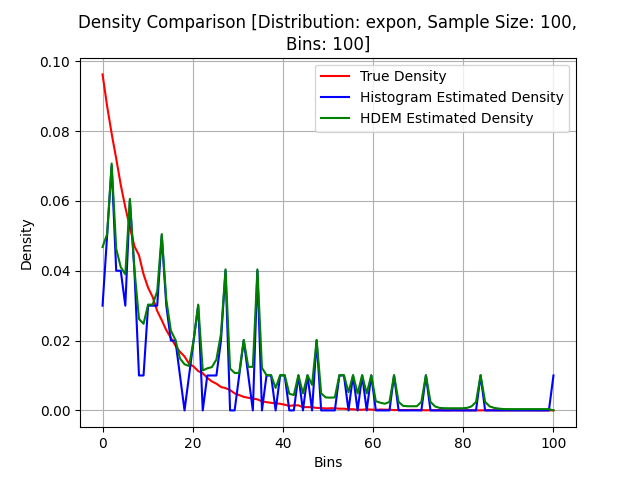 Density Comparison [Distribution: expon, Sample Size: 100,
Bins: 100]
True Density
Histogram Estimated Density
HDEM Estimated Density
Density
0.10
0.08
0.06
0.04
0.02
0.00
0 20 40 60 80 100
Bins